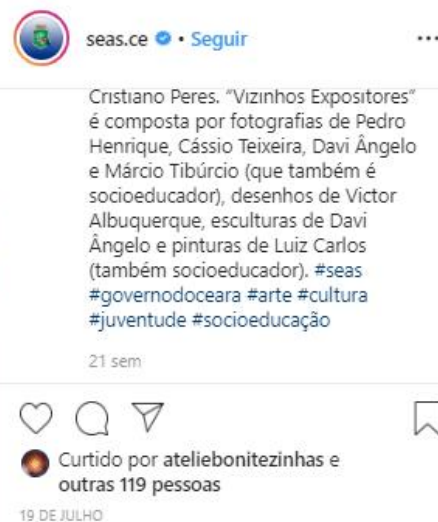 seas.ce • Seguir
Cristiano Peres. "Vizinhos Expositores"
é composta por fotografias de Pedro
Henrique, Cássio Teixeira, Davi Ângelo
e Márcio Tibúrcio (que também é
socioeducador), desenhos de Victor
Albuquerque, esculturas de Davi
Ângelo e pinturas de Luiz Carlos
(também socioeducador). #seas
#governodoceara #arte #cultura
#juventude #socioeducação
21 sem
Curtido por ateliebonitezinhas e
outras 119 pessoas
19 DE JULHO